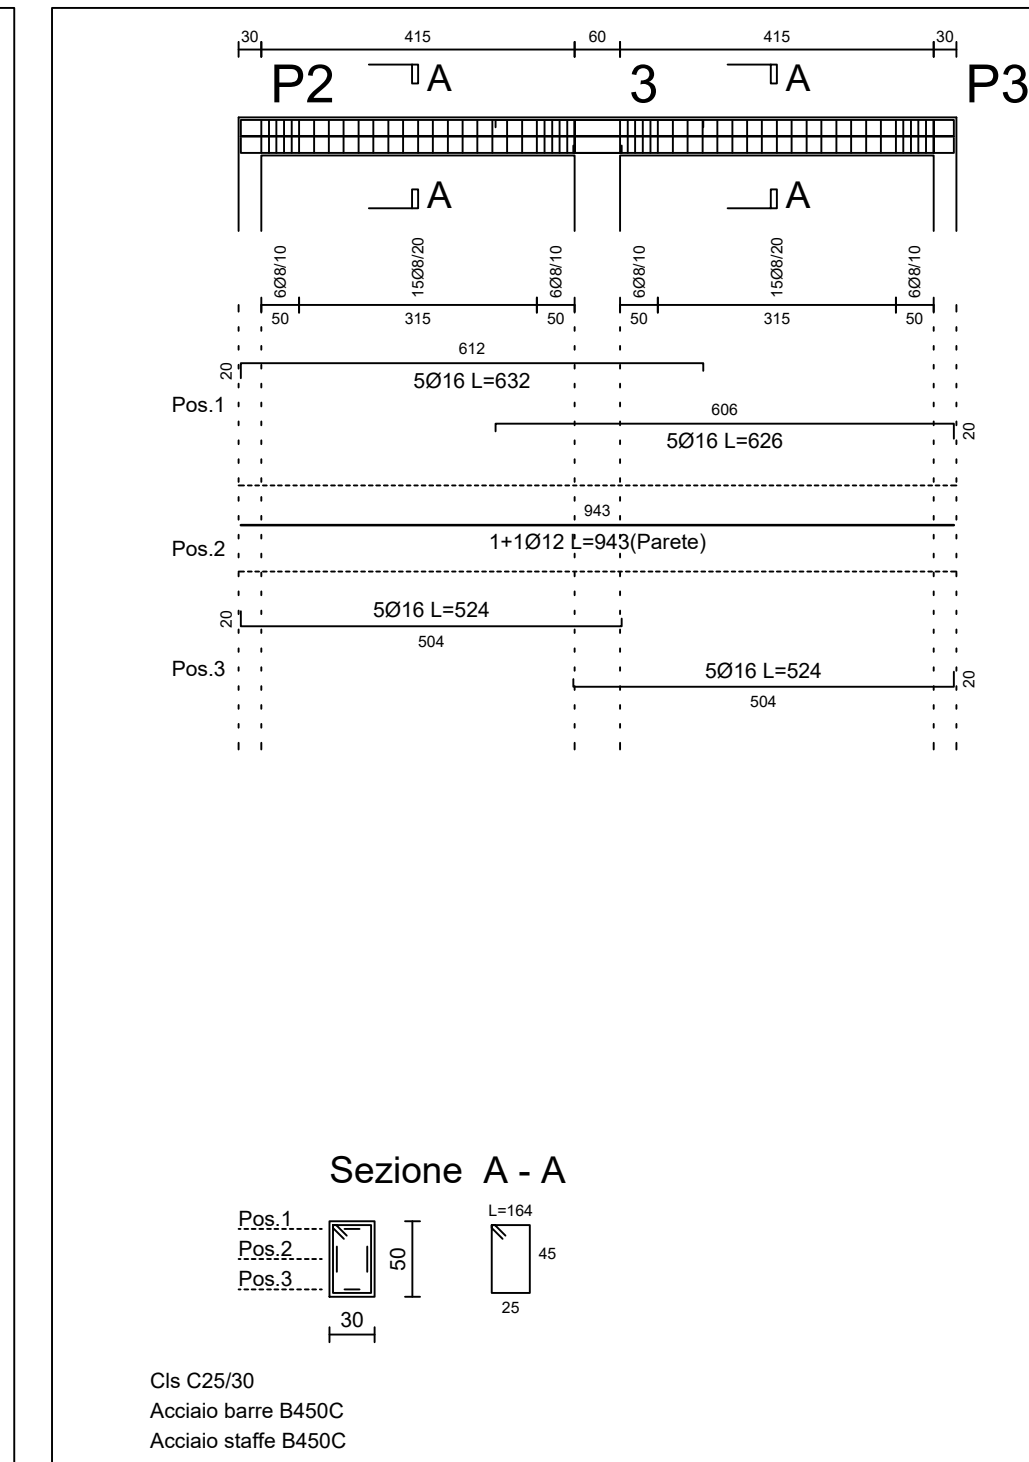 30 415 60 415 30
P2 A 3 A P3
A A
6Ø8/10 15Ø8/20 6Ø8/10 6Ø8/10 15Ø8/20 6Ø8/10
50 315 50 50 315 50
612
20
5Ø16 L=632
Pos.1
606
20
5Ø16 L=626
943
Pos.2
1+1Ø12 L=943(Parete)
20
5Ø16 L=524
504
Pos.3
5Ø16 L=524
20
504
Sezione A - A
L=164
Pos.1
Pos.2
Pos.3
50
45
25
30
Cls C25/30
Acciaio barre B450C
Acciaio staffe B450C